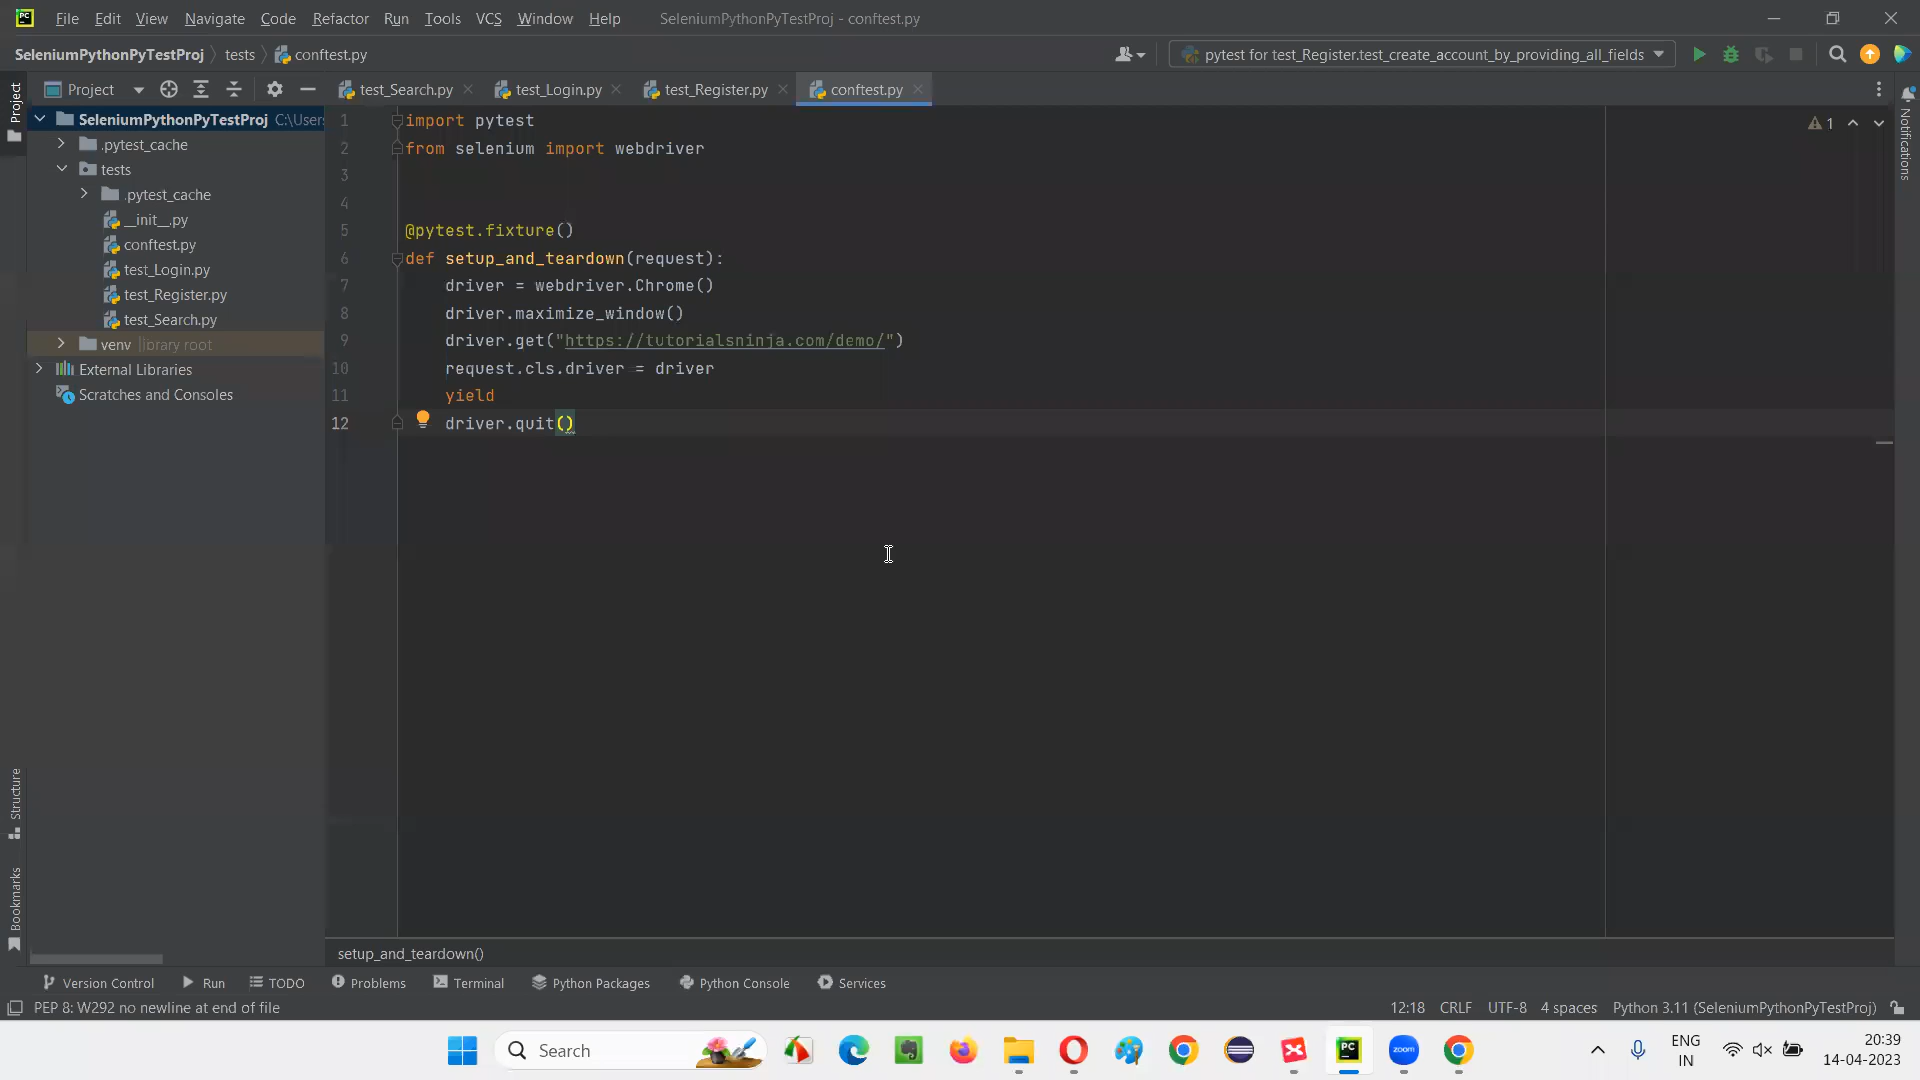 File Edit View Navigate Code Refactor Run Tools VCS Window Help SeleniumPythonPyTestProj - conftest.py
SeleniumPythonPyTestProj tests conftest.py pytest for test_Register.test_create_account_by_providing_all_fields
Project test_Search.py test_Login.py test_Register.py conftest.py
Project
Notifications
SeleniumPythonPyTestProj C:\Users
.pytest_cache
tests
.pytest_cache
__init__.py
conftest.py
test_Login.py
test_Register.py
test_Search.py
venv library root
External Libraries
Scratches and Consoles
1 import pytest
2 from selenium import webdriver
3
4
5 @pytest.fixture()
6 def setup_and_teardown(request):
7 driver = webdriver.Chrome()
8 driver.maximize_window()
9 driver.get("https://tutorialsninja.com/demo/")
10 request.cls.driver = driver
11 yield
12 driver.quit()
1
Structure
Bookmarks
setup_and_teardown()
Version Control Run TODO Problems Terminal Python Packages Python Console Services
PEP 8: W292 no newline at end of file 12:18 CRLF UTF-8 4 spaces Python 3.11 (SeleniumPythonPyTestProj)
Search
PC
zoom
ENG
IN
20:39
14-04-2023